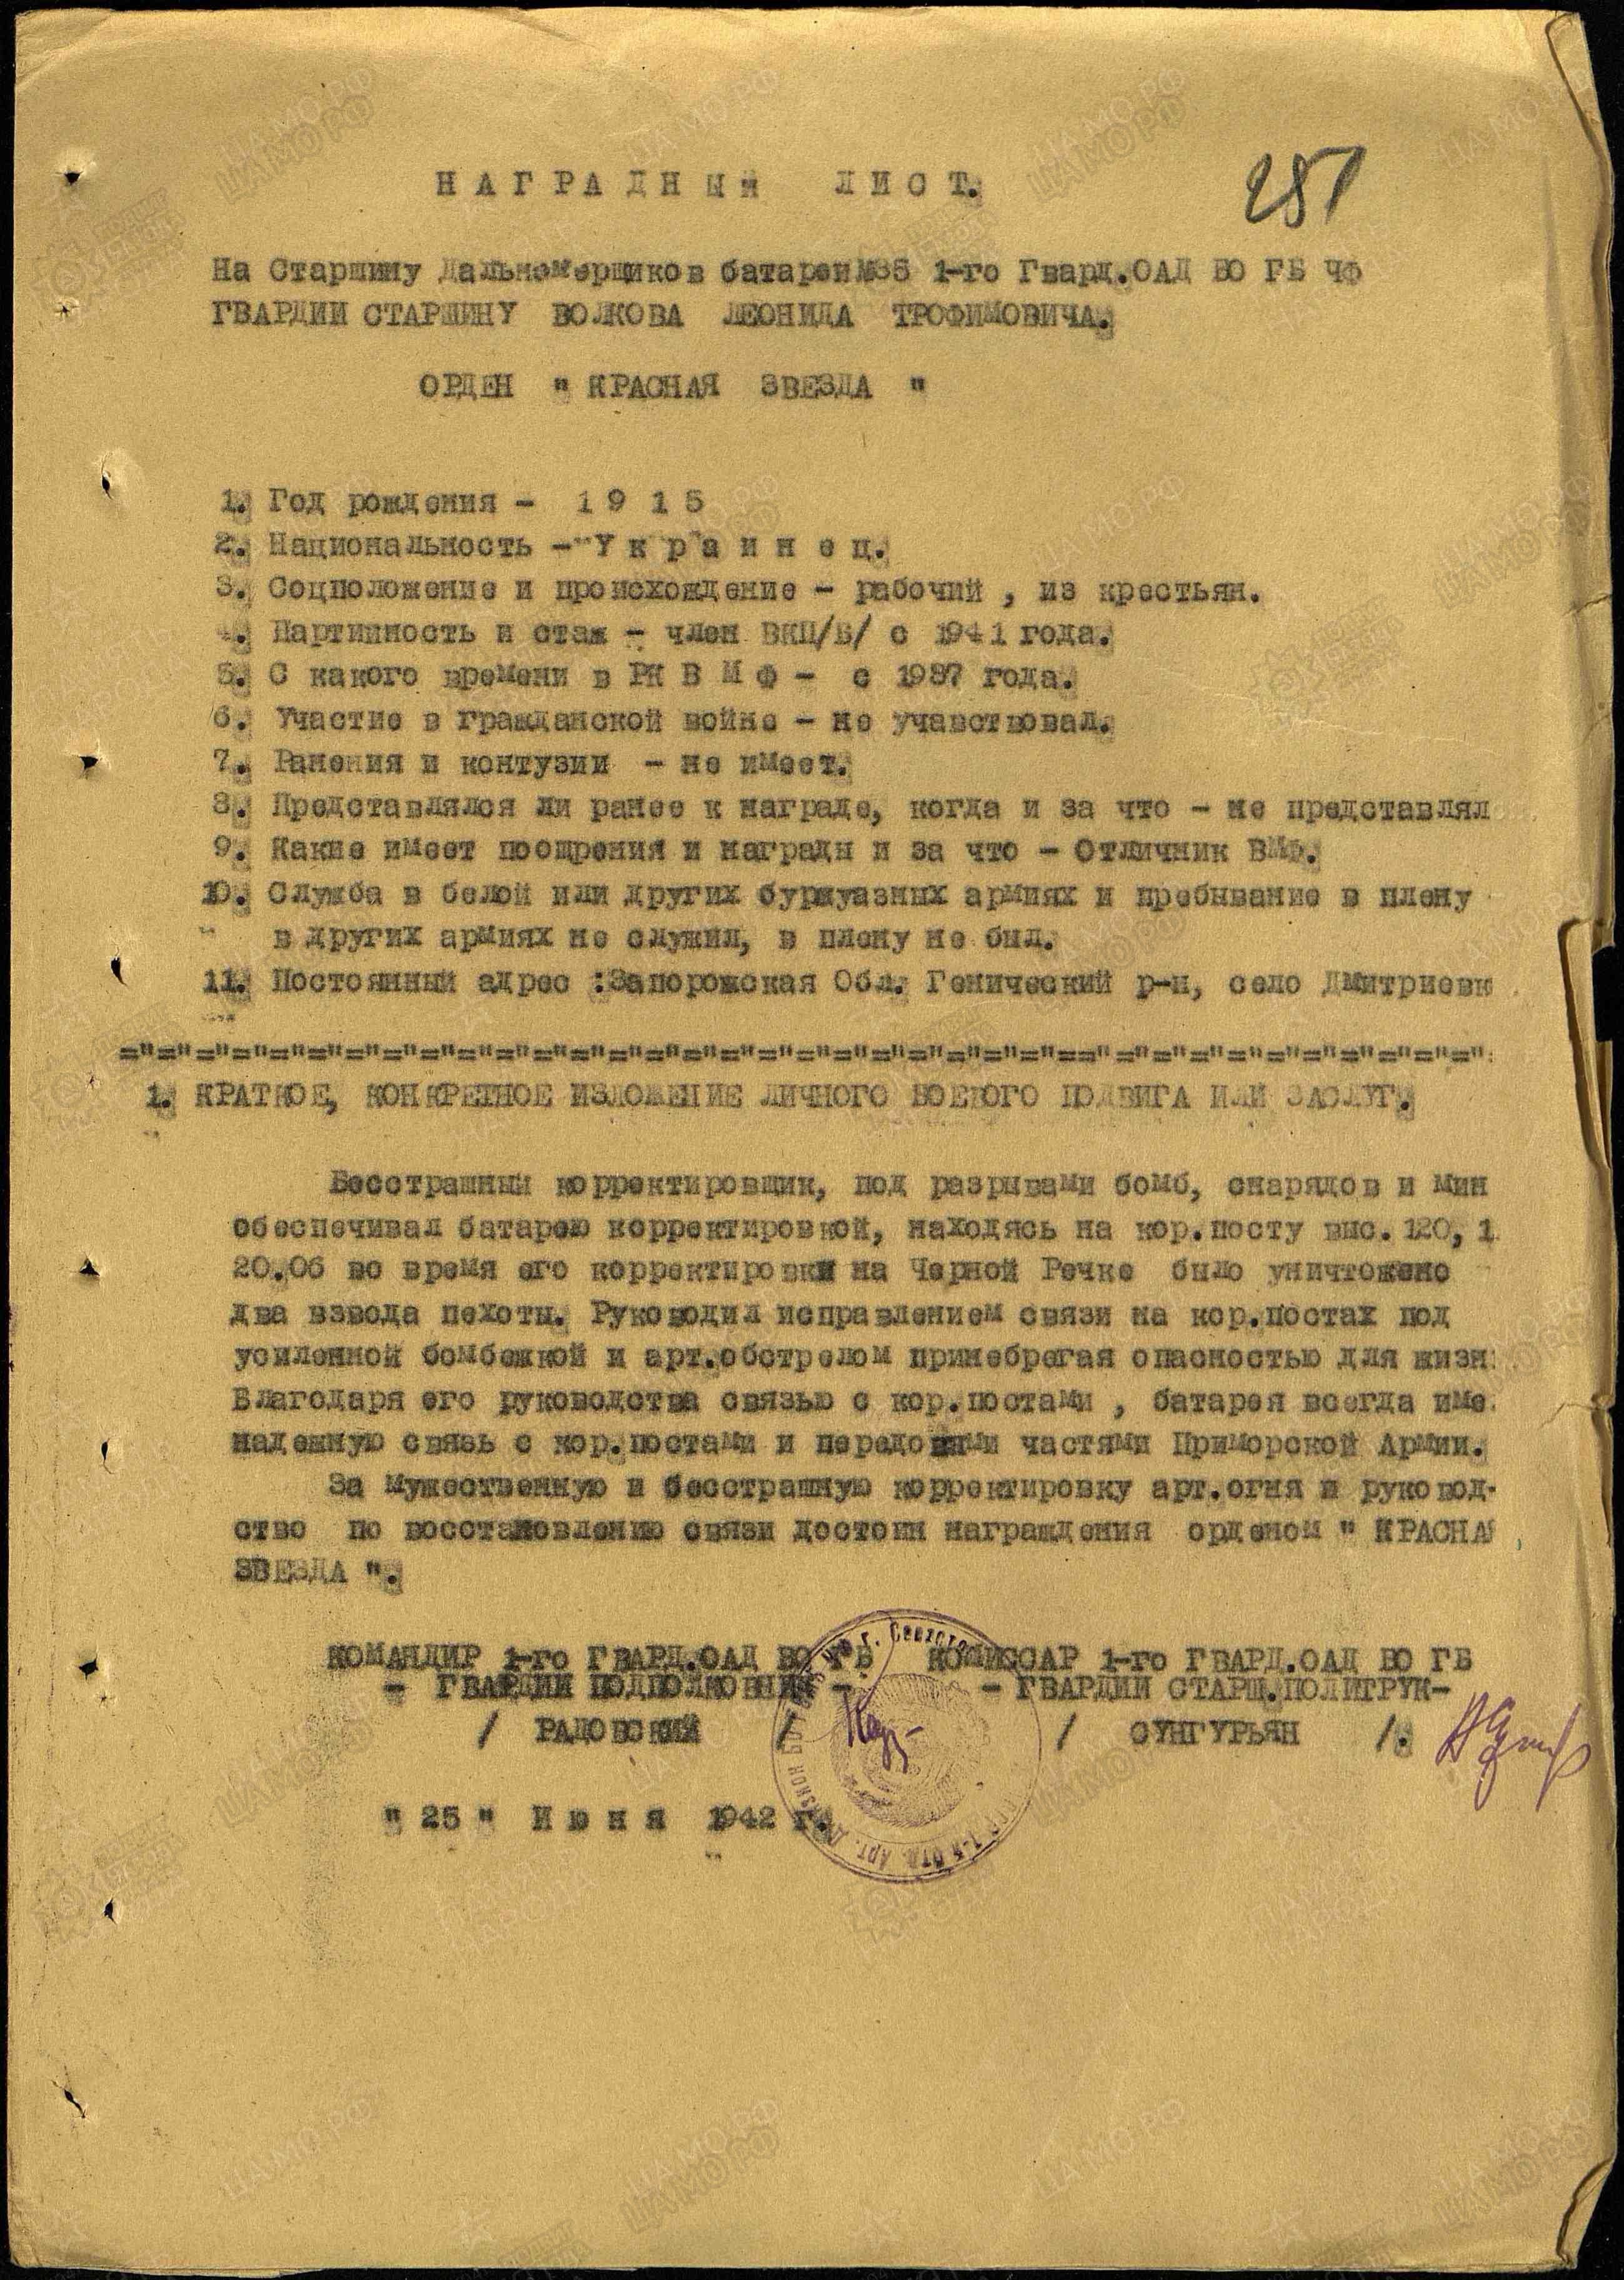 НАГРАДНЫЙ ЛИСТ.
281
На Старшину Дальномерщиков батареи №35 1-го Гвард.ОАД БО ГБ ЧФ
ГВАРДИИ СТАРШИНУ ВОЛКОВА ЛЕОНИДА ТРОФИМОВИЧА.
ОРДЕН " КРАСНАЯ ЗВЕЗДА "
1. Год рождения - 1915
2. Национальность - Украинец.
3. Соцположение и происхождение - рабочий , из крестьян.
4. Партийность и стаж - член ВКП/б/ с 1941 года.
5. С какого времени в РК В М Ф - с 1937 года.
6. Участие в гражданской войне - не учавствовал.
7. Ранения и контузии - не имеет.
8. Представлялся ли ранее к награде, когда и за что - не представлял
9. Какие имеет поощрения и награды и за что - Отличник ВМФ.
10. Служба в белой или других буржуазных армиях и пребывание в плену
в других армиях не служил, в плену не был.
11. Постоянный адрес :Запорожская Обл. Генический р-н, село Дмитриевк
="="="="="="="="="="="="="="="="="="="="="="="="="=="="="="="="="="="="="
1. КРАТКОЕ, КОНКРЕТНОЕ ИЗЛОЖЕНИЕ ЛИЧНОГО БОЕВОГО ПОДВИГА ИЛИ ЗАСЛУГ.
Бесстрашный корректировщик, под разрывами бомб, снарядов и мин
обеспечивал батарею корректировкой, находясь на кор.посту выс. 120,1
20.06 во время его корректировки на Черной Речке было уничтожено
два взвода пехоты. Руководил исправлением связи на кор.постах под
усиленной бомбежкой и арт.обстрелом принебрегая опасностью для жизн
Благодаря его руководства связью с кор.постами , батарея всегда име
надежную связь с кор.постами и передовыми частями Приморской Армии.
За мужественную и бесстрашную корректировку арт.огня и руковод-
ство по восстановлению связи достоин награждения орденом " КРАСНА
ЗВЕЗДА ".
КОМАНДИР 1-го ГВАРД.ОАД БО ГБ КОМИССАР 1-го ГВАРД.ОАД БО ГБ
- ГВАРДИИ ПОДПОЛКОВНИК - - ГВАРДИИ СТАРШ.ПОЛИТРУК-
/ РАДОВСКИЙ / / СУНГУРЬЯН /.
" 25 " Июня 1942 г.